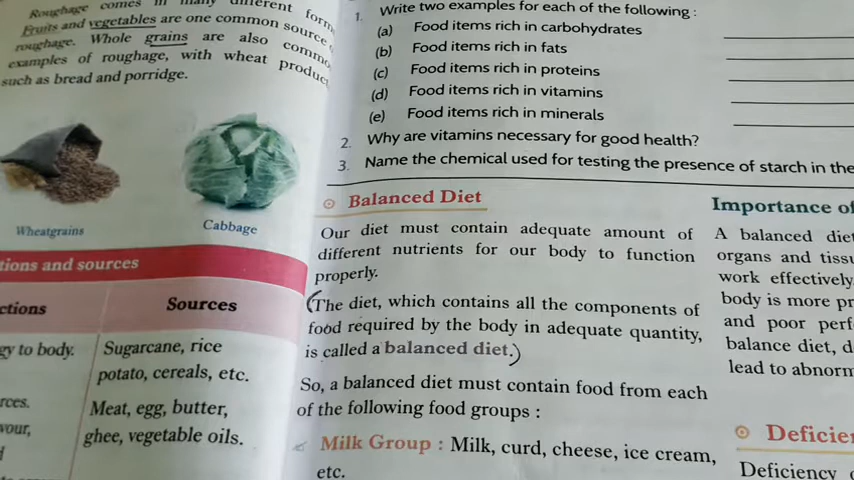 Roughage comes in many different form
Fruits and vegetables are one common source
roughage. Whole grains are also commo
examples of roughage, with wheat produc
such as bread and porridge.
Wheatgrains
Cabbage
tions and sources
ctions
Sources
gy to body.
Sugarcane, rice
potato, cereals, etc.
rces.
Meat, egg, butter,
vour,
ghee, vegetable oils.
1. Write two examples for each of the following :
(a) Food items rich in carbohydrates
(b) Food items rich in fats
(c) Food items rich in proteins
(d) Food items rich in vitamins
(e) Food items rich in minerals
2. Why are vitamins necessary for good health?
3. Name the chemical used for testing the presence of starch in the
Balanced Diet
Our diet must contain adequate amount of
different nutrients for our body to function
properly.
(The diet, which contains all the components of
food required by the body in adequate quantity,
is called a balanced diet.)
So, a balanced diet must contain food from each
of the following food groups :
Milk Group : Milk, curd, cheese, ice cream,
etc.
Importance of
A balanced diet
organs and tissu
work effectively
body is more pr
and poor perf
balance diet, d
lead to abnorm
Deficien
Deficiency